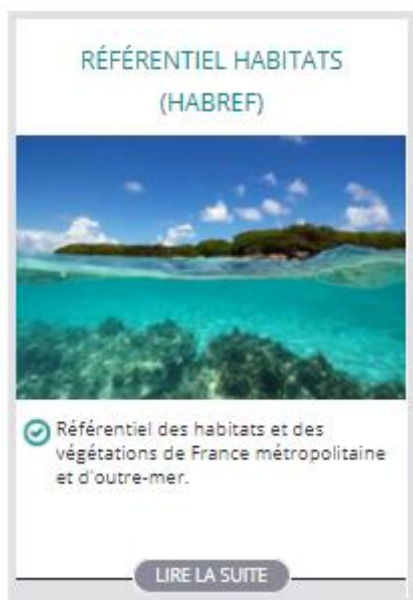 RÉFÉRENTIEL HABITATS
(HABREF)
Référentiel des habitats et des
végétations de France métropolitaine
et d'outre-mer.
LIRE LA SUITE